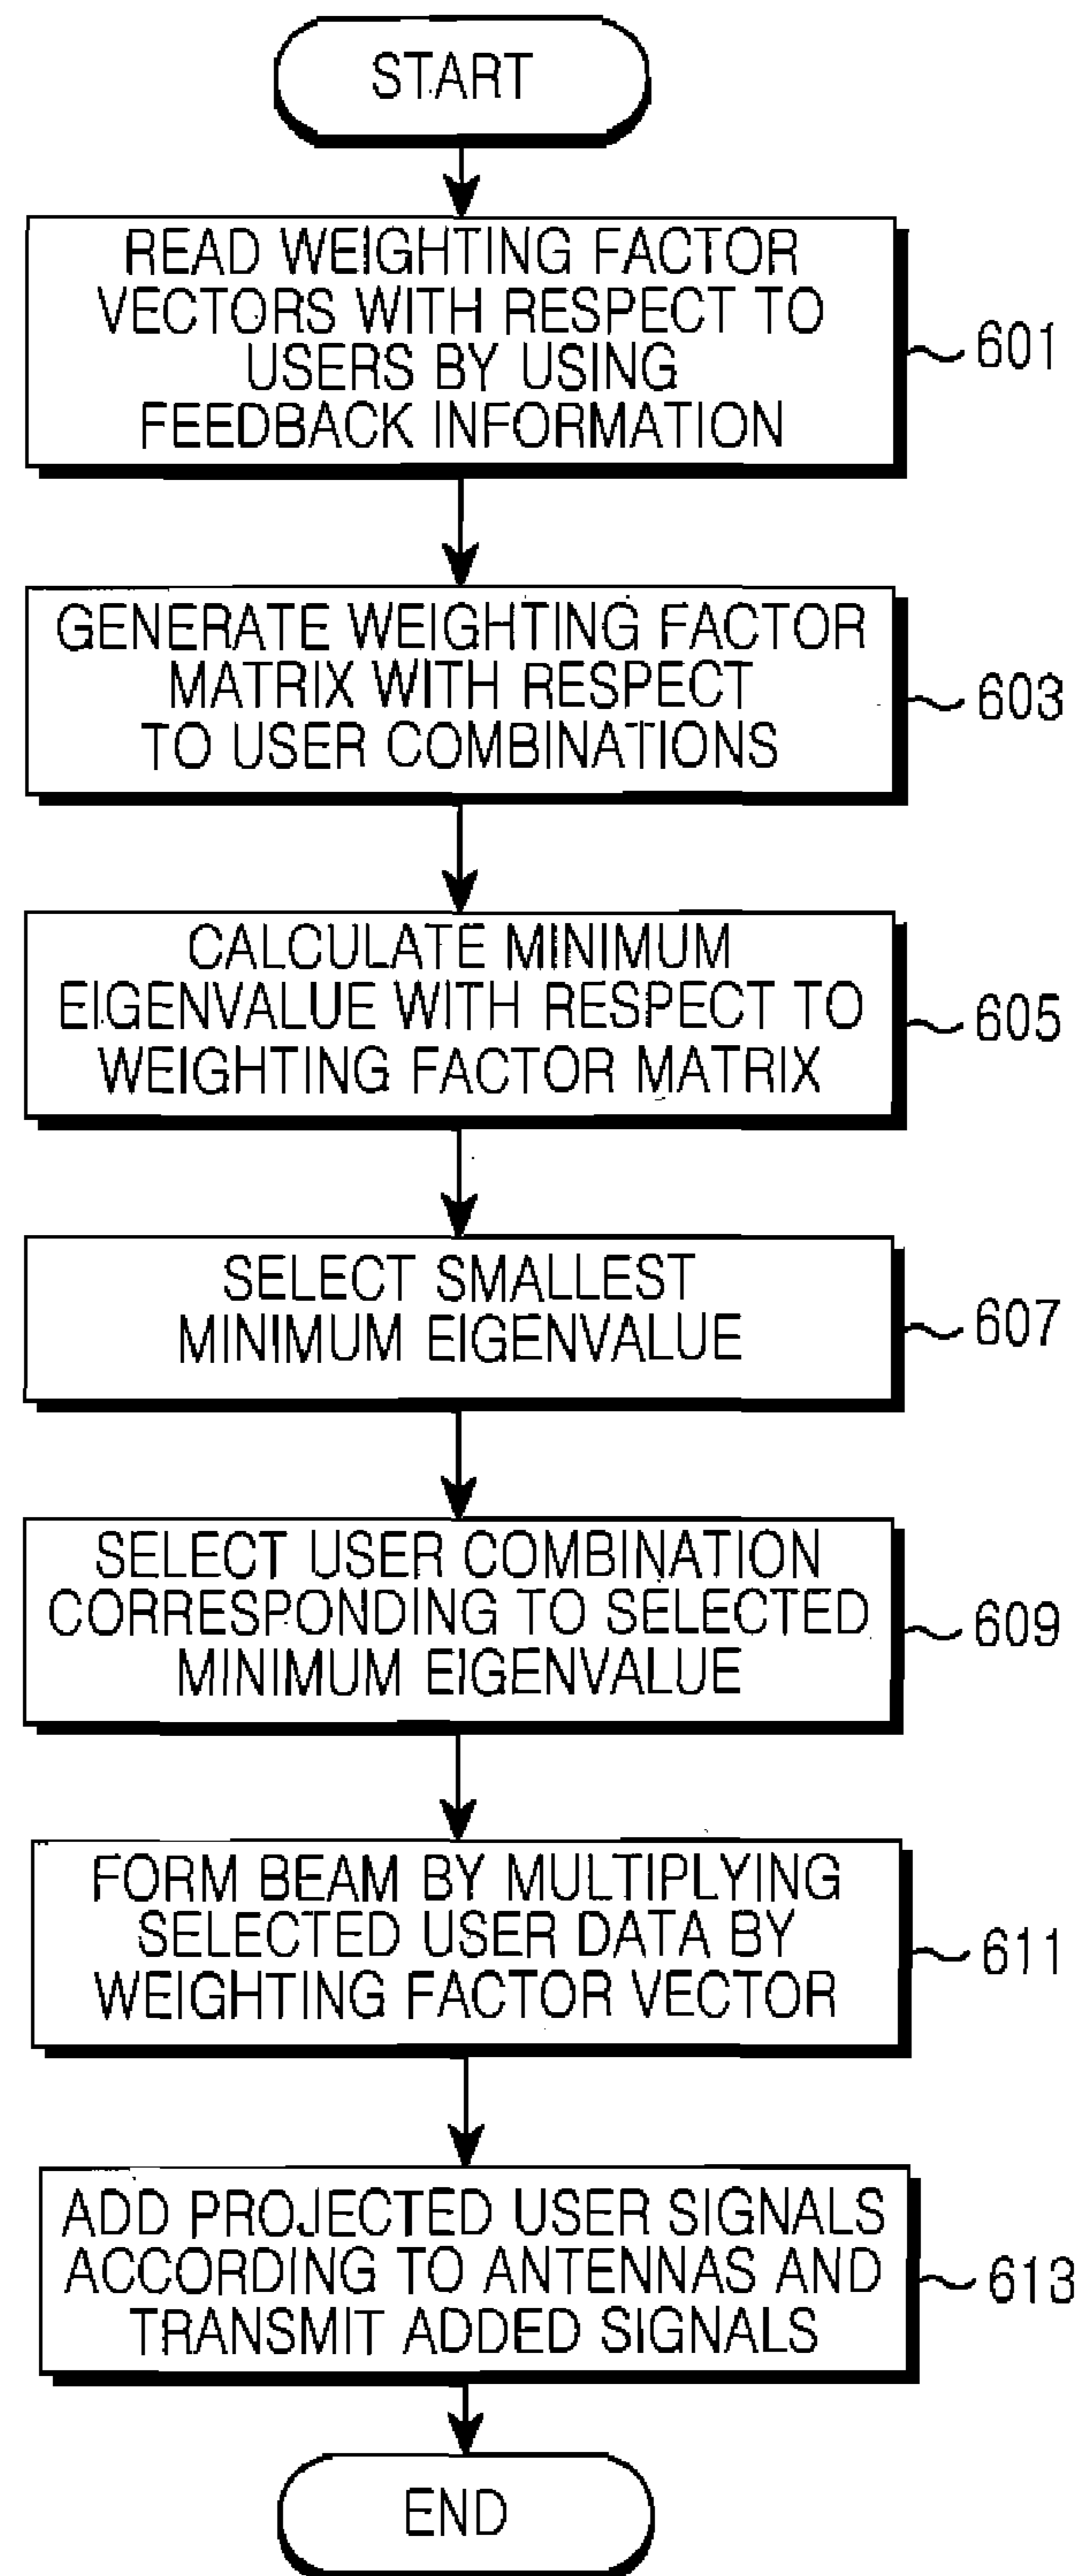 START
READ WEIGHTING FACTOR
VECTORS WITH RESPECT TO
USERS BY USING
FEEDBACK INFORMATION
601
GENERATE WEIGHTING FACTOR
MATRIX WITH RESPECT
TO USER COMBINATIONS
603
CALCULATE MINIMUM
EIGENVALUE WITH RESPECT TO
WEIGHTING FACTOR MATRIX
605
SELECT SMALLEST
MINIMUM EIGENVALUE
607
SELECT USER COMBINATION
CORRESPONDING TO SELECTED
MINIMUM EIGENVALUE
609
FORM BEAM BY MULTIPLYING
SELECTED USER DATA BY
WEIGHTING FACTOR VECTOR
611
ADD PROJECTED USER SIGNALS
ACCORDING TO ANTENNAS AND
TRANSMIT ADDED SIGNALS
613
END